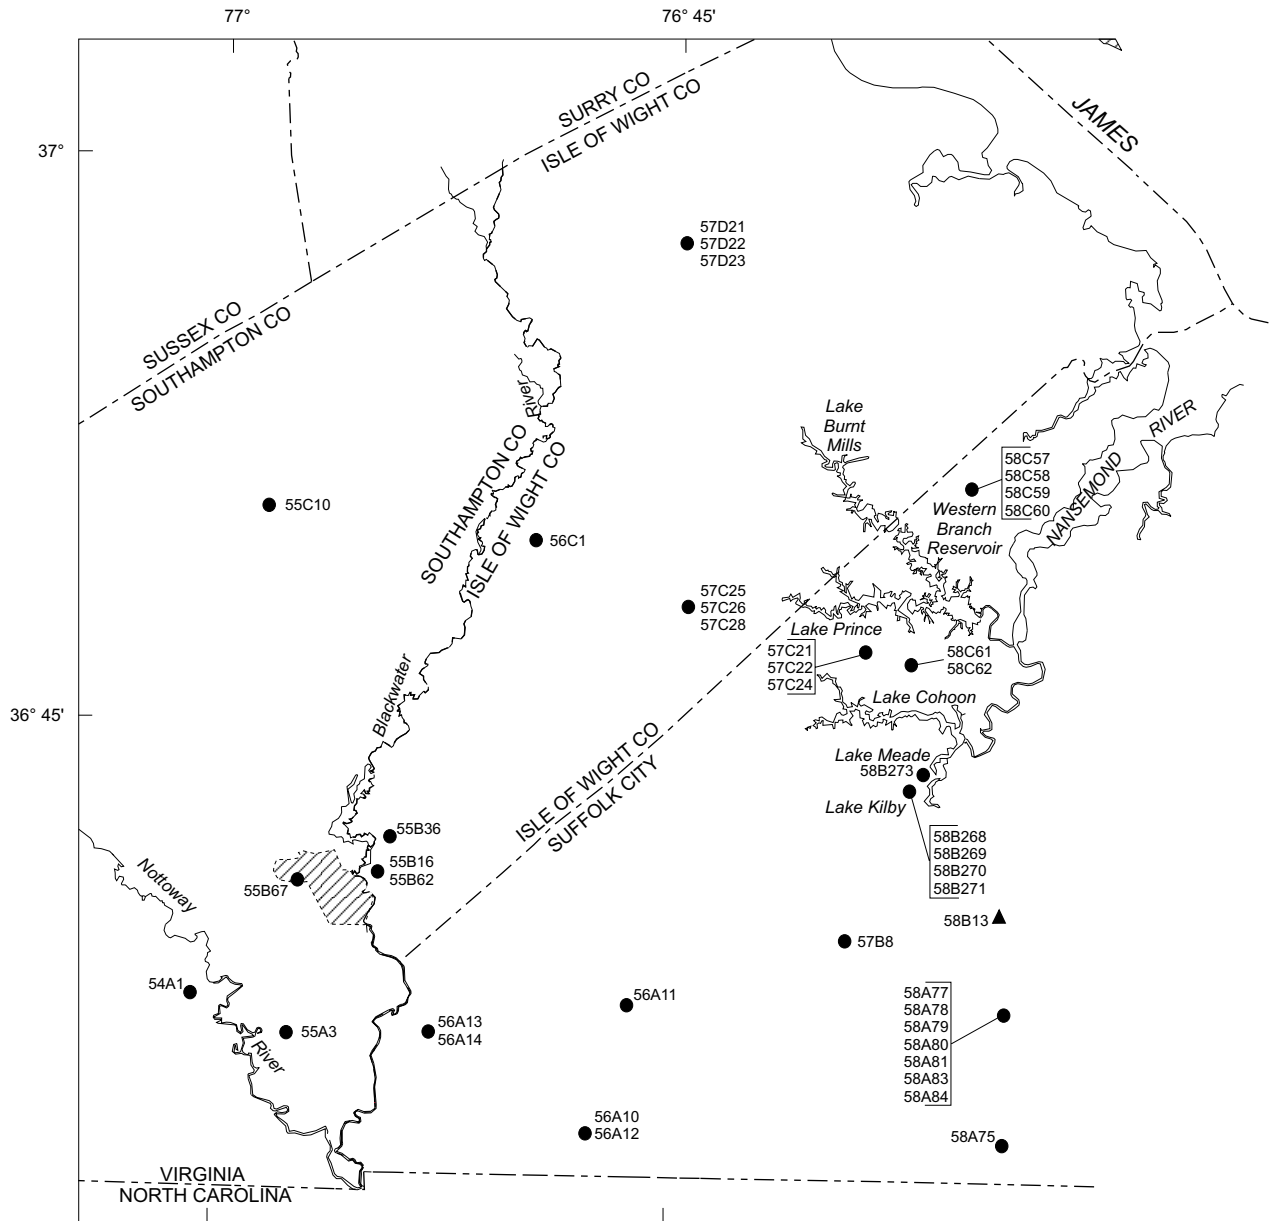 77°
76° 45'
SURRY CO
ISLE OF WIGHT CO
JAMES
37°
57D21
57D22
57D23
SUSSEX CO
SOUTHAMPTON CO
River
Lake
Burnt
Mills
RIVER
NANSEMOND
58C57
58C58
58C59
58C60
SOUTHAMPTON CO
ISLE OF WIGHT CO
55C10
Western
Branch
Reservoir
56C1
57C25
57C26
57C28
Lake Prince
57C21
57C22
57C24
58C61
58C62
Blackwater
Lake Cohoon
36° 45'
ISLE OF WIGHT CO
SUFFOLK CITY
Lake Meade
58B273
Lake Kilby
55B36
58B268
58B269
58B270
58B271
55B16
55B62
55B67
Nottoway
58B13
57B8
54A1
56A11
58A77
58A78
58A79
58A80
58A81
58A83
58A84
55A3
56A13
56A14
River
56A10
56A12
58A75
VIRGINIA
NORTH CAROLINA